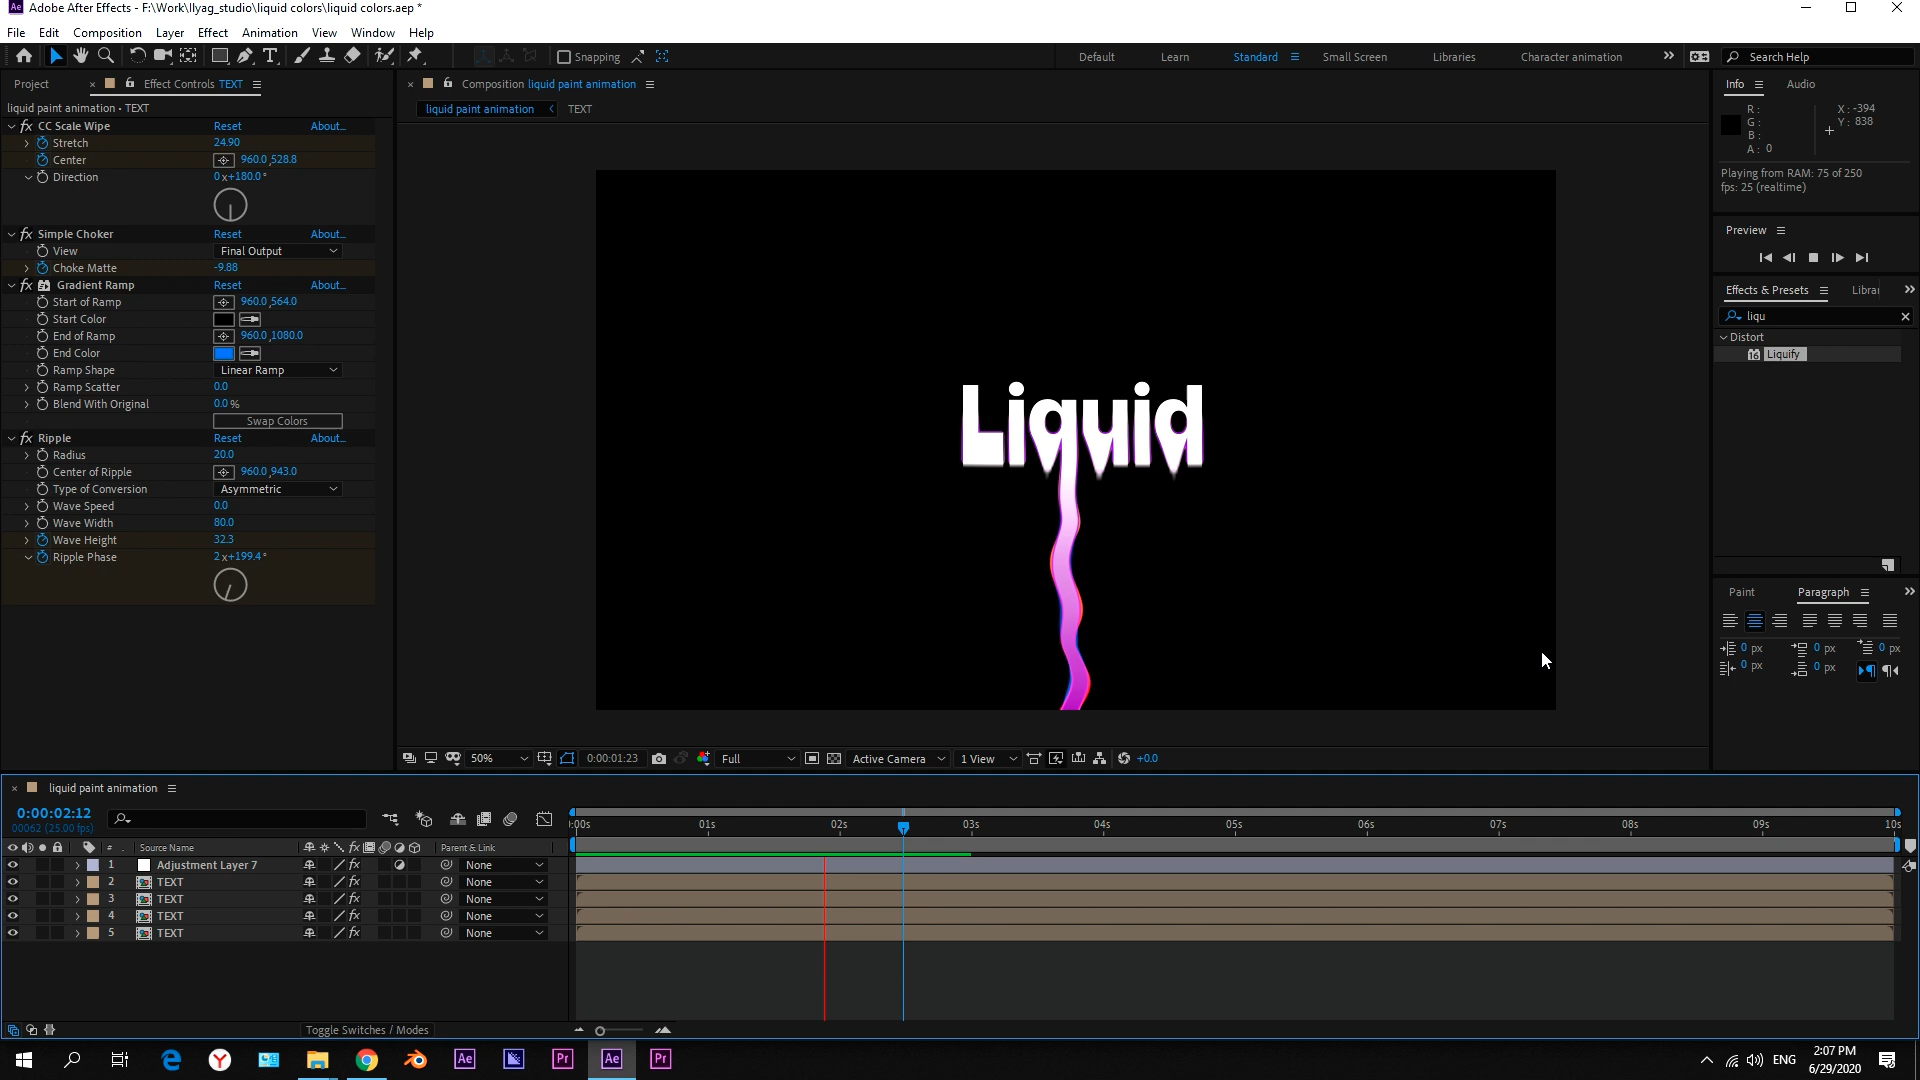 Adobe After Effects - F:\Work\Ilyag_studio\liquid colors\liquid colors.aep *
File Edit Composition Layer Effect Animation View Window Help
Snapping
Default Learn Standard Small Screen Libraries Character animation
Search Help
Project
Effect Controls TEXT
liquid paint animation • TEXT
fx CC Scale Wipe Reset About...
Stretch 24.90
Center 960.0,528.8
Direction 0x+180.0°
fx Simple Choker Reset About...
View Final Output
Choke Matte -9.88
fx Gradient Ramp Reset About...
Start of Ramp 960.0,564.0
Start Color
End of Ramp 960.0,1080.0
End Color
Ramp Shape Linear Ramp
Ramp Scatter 0.0
Blend With Original 0.0 %
Swap Colors
fx Ripple Reset About...
Radius 20.0
Center of Ripple 960.0,943.0
Type of Conversion Asymmetric
Wave Speed 0.0
Wave Width 80.0
Wave Height 32.3
Ripple Phase 2x+199.4°
Composition liquid paint animation
liquid paint animation TEXT
Liquid
50% 0:00:01:23 Full Active Camera 1 View +0.0
Info Audio
R: X: -394
G: Y: 838
B:
A: 0
Playing from RAM: 75 of 250
fps: 25 (realtime)
Preview
Effects & Presets Librar
liqu
Distort
Liquify
Paint Paragraph
0 px 0 px 0 px
0 px 0 px
liquid paint animation
0:00:02:12
00062 (25.00 fps)
:00s 01s 02s 03s 04s 05s 06s 07s 08s 09s 10s
# Source Name fx Parent & Link
1 Adjustment Layer 7 fx None
2 TEXT fx None
3 TEXT fx None
4 TEXT fx None
5 TEXT fx None
Toggle Switches / Modes
Ae Pr Ae Pr
ENG
2:07 PM
6/29/2020